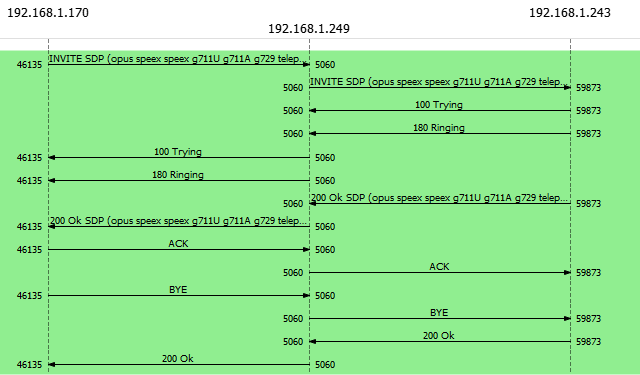 192.168.1.170
192.168.1.249
192.168.1.243
46135 INVITE SDP (opus speex speex g711U g711A g729 telep... 5060
5060 INVITE SDP (opus speex speex g711U g711A g729 telep... 59873
5060 100 Trying 59873
5060 180 Ringing 59873
46135 100 Trying 5060
46135 180 Ringing 5060
5060 200 Ok SDP (opus speex speex g711U g711A g729 telep... 59873
46135 200 Ok SDP (opus speex speex g711U g711A g729 telep... 5060
46135 ACK 5060
5060 ACK 59873
46135 BYE 5060
5060 BYE 59873
5060 200 Ok 59873
46135 200 Ok 5060